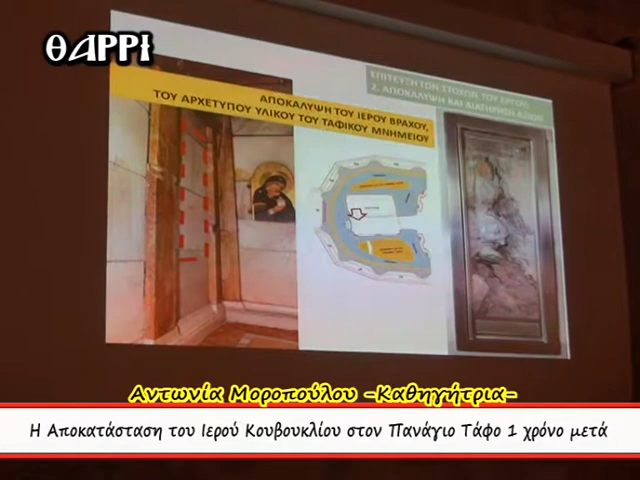 ΘΑΡΡΙ
ΕΠΙΤΕΥΞΗ ΤΩΝ ΣΤΟΧΩΝ ΤΟΥ ΕΡΓΟΥ:
2. ΑΠΟΚΑΛΥΨΗ ΚΑΙ ΔΙΑΤΗΡΗΣΗ ΑΞΙΩΝ
ΑΠΟΚΑΛΥΨΗ ΤΟΥ ΙΕΡΟΥ ΒΡΑΧΟΥ,
ΤΟΥ ΑΡΧΕΤΥΠΟΥ ΥΛΙΚΟΥ ΤΟΥ ΤΑΦΙΚΟΥ ΜΝΗΜΕΙΟΥ
Αντωνία Μοροπούλου -Καθηγήτρια-
Η Αποκατάσταση του Ιερού Κουβουκλίου στον Πανάγιο Τάφο 1 χρόνο μετά